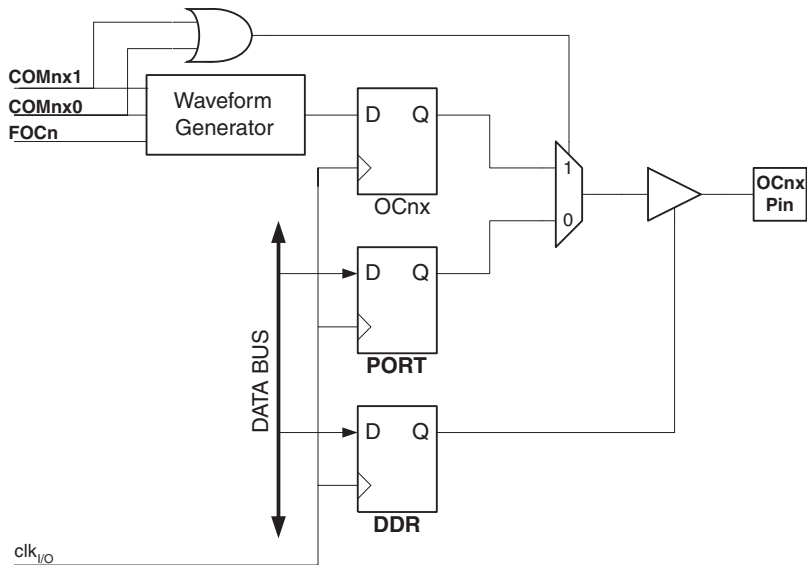 COMnx1
COMnx0
FOCn
Waveform
Generator
D Q
OCnx
1
0
OCnx
Pin
D Q
PORT
DATA BUS
D Q
DDR
clkI/O